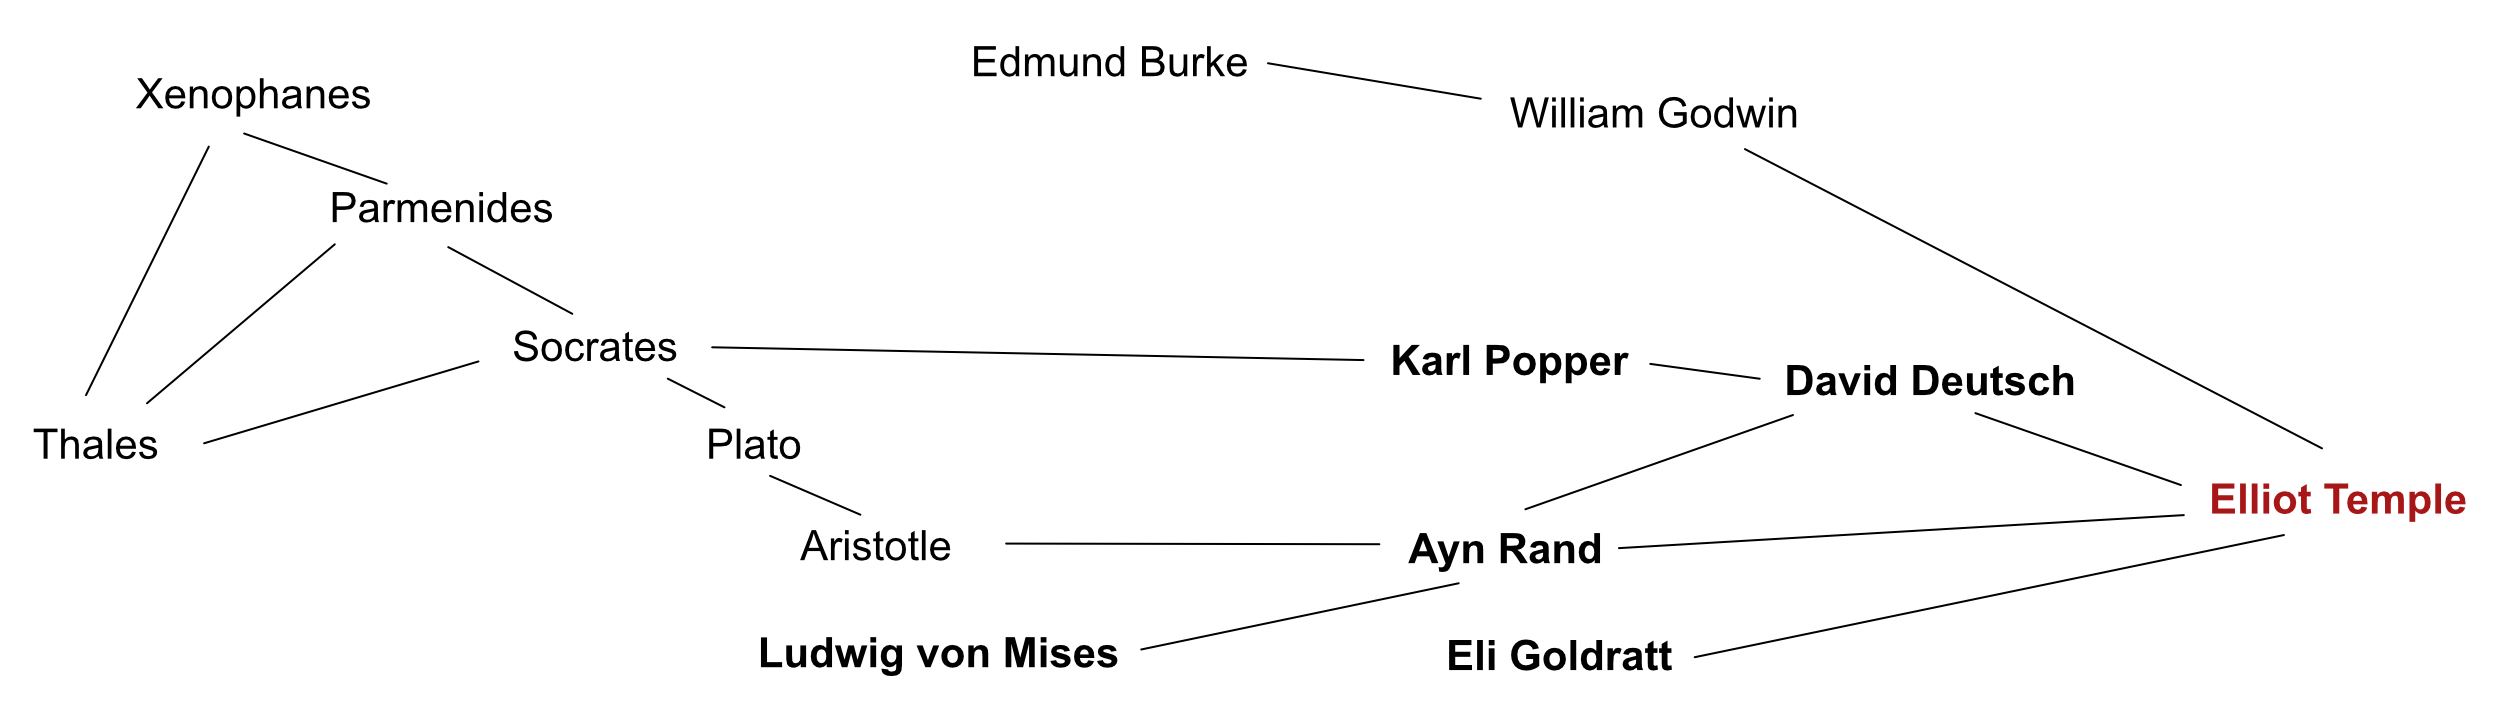 Edmund Burke
Xenophanes
William Godwin
Parmenides
Socrates
Karl Popper
David Deutsch
Thales
Plato
Elliot Temple
Aristotle
Ayn Rand
Ludwig von Mises
Eli Goldratt